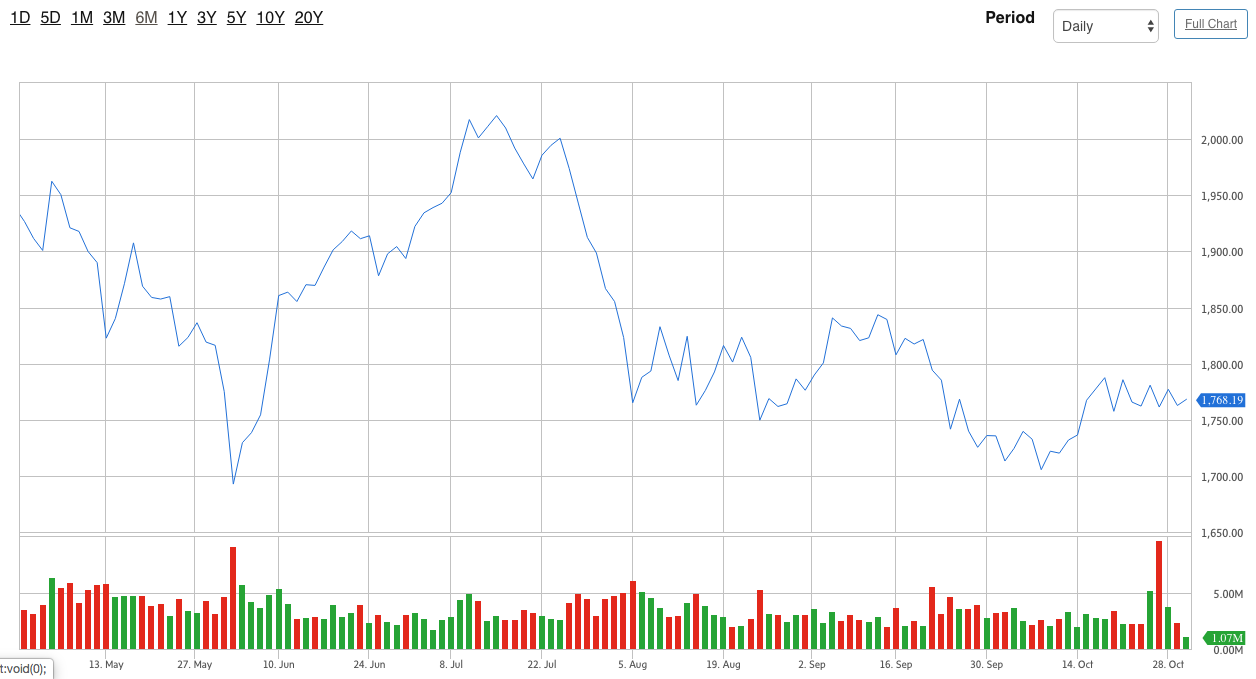 1D 5D 1M 3M 6M 1Y 3Y 5Y 10Y 20Y Period Daily Full Chart
2,000.00
1,950.00
1,900.00
1,850.00
1,800.00
1,768.19
1,750.00
1,700.00
1,650.00
5.00M
1.07M
0.00M
13. May 27. May 10. Jun 24. Jun 8. Jul 22. Jul 5. Aug 19. Aug 2. Sep 16. Sep 30. Sep 14. Oct 28. Oct
t:void(0);